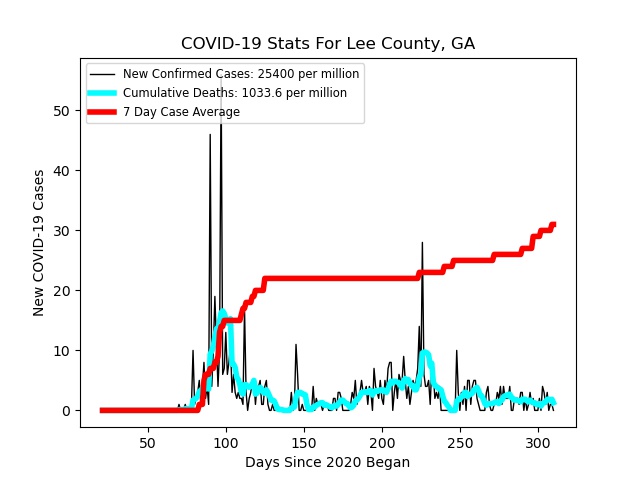 COVID-19 Stats For Lee County, GA
New Confirmed Cases: 25400 per million
Cumulative Deaths: 1033.6 per million
7 Day Case Average
New COVID-19 Cases
50
40
30
20
10
0
50 100 150 200 250 300
Days Since 2020 Began